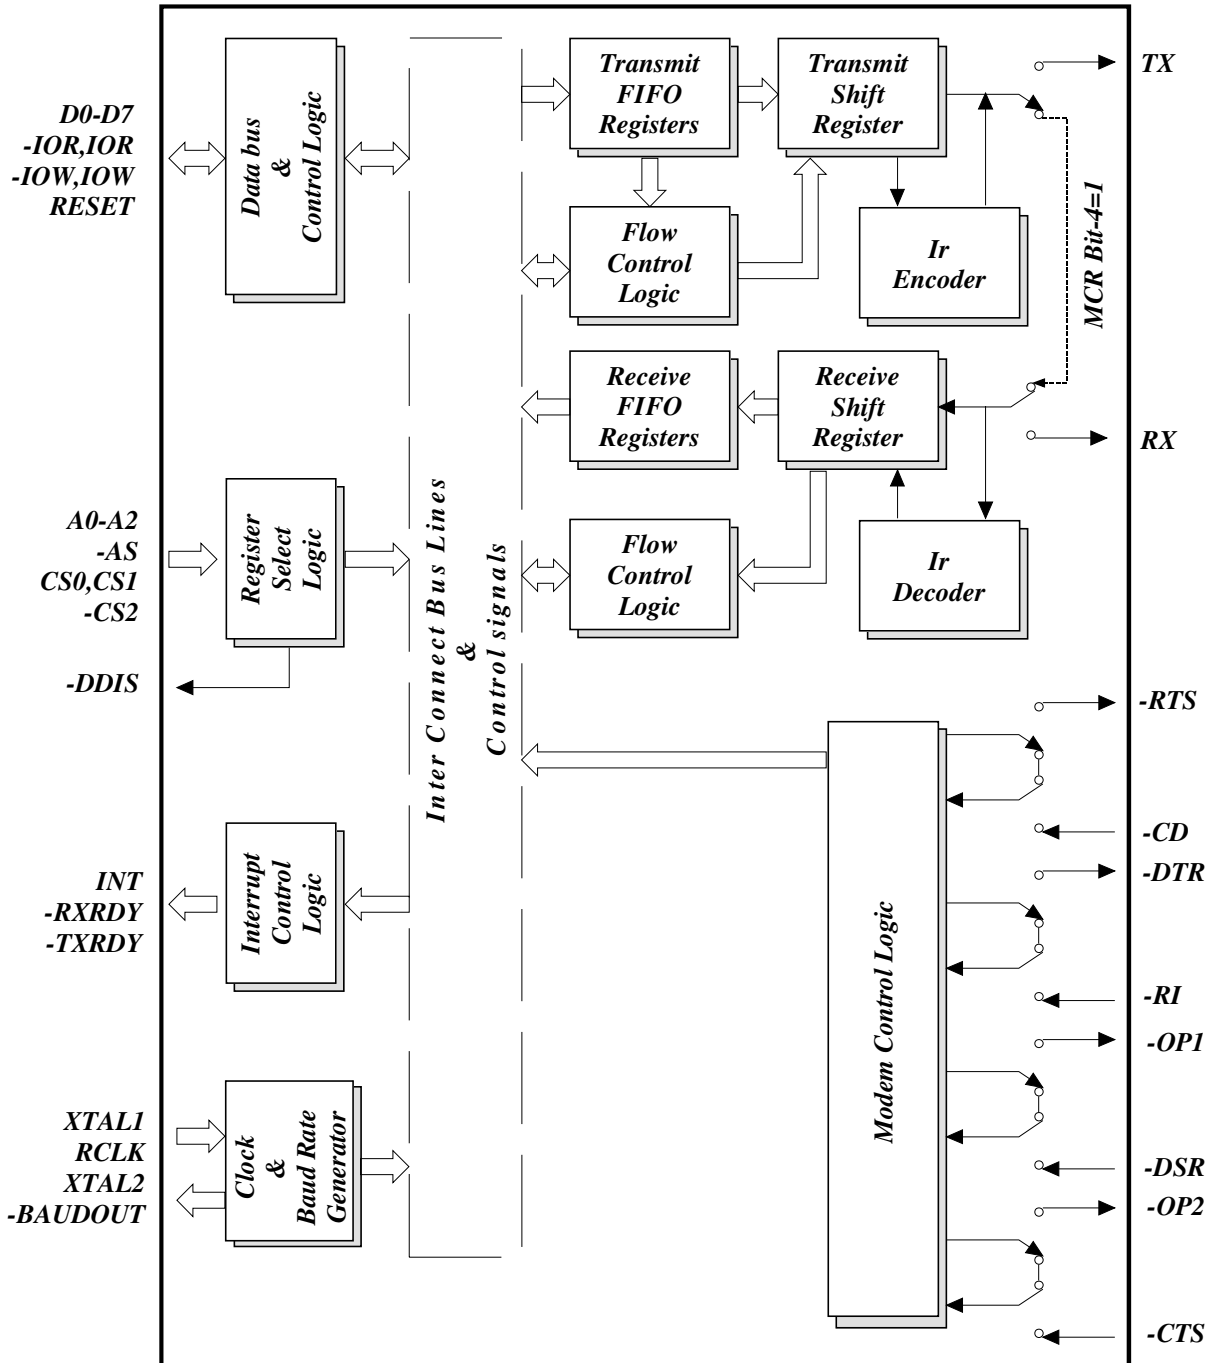 D0-D7
-IOR,IOR
-IOW,IOW
RESET
Data bus
&
Control Logic
A0-A2
-AS
CS0,CS1
-CS2
Register
Select
Logic
-DDIS
INT
-RXRDY
-TXRDY
Interrupt
Control
Logic
XTAL1
RCLK
XTAL2
-BAUDOUT
Clock
&
Baud Rate
Generator
Inter Connect Bus Lines
&
Control signals
Transmit
FIFO
Registers
Transmit
Shift
Register
TX
Flow
Control
Logic
Ir
Encoder
MCR Bit-4=1
Receive
FIFO
Registers
Receive
Shift
Register
RX
Flow
Control
Logic
Ir
Decoder
Modem Control Logic
-RTS
-CD
-DTR
-RI
-OP1
-DSR
-OP2
-CTS